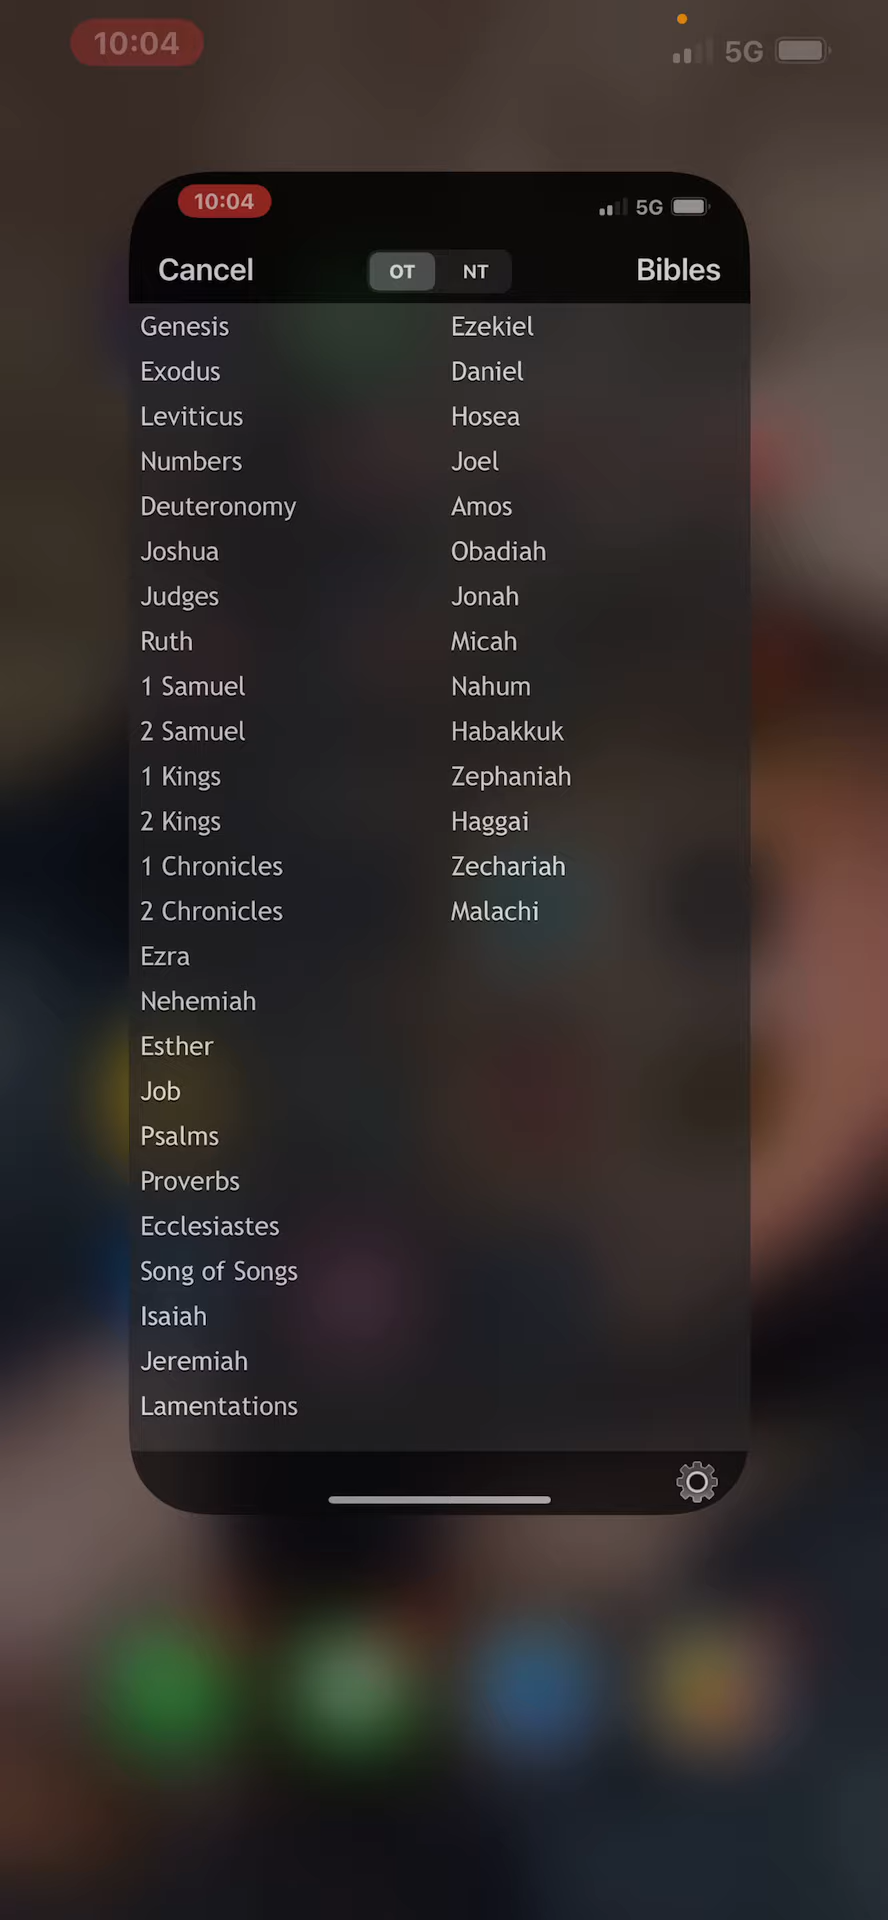 10:04 5G
10:04 5G
Cancel OT NT Bibles
Genesis
Exodus
Leviticus
Numbers
Deuteronomy
Joshua
Judges
Ruth
1 Samuel
2 Samuel
1 Kings
2 Kings
1 Chronicles
2 Chronicles
Ezra
Nehemiah
Esther
Job
Psalms
Proverbs
Ecclesiastes
Song of Songs
Isaiah
Jeremiah
Lamentations
Ezekiel
Daniel
Hosea
Joel
Amos
Obadiah
Jonah
Micah
Nahum
Habakkuk
Zephaniah
Haggai
Zechariah
Malachi